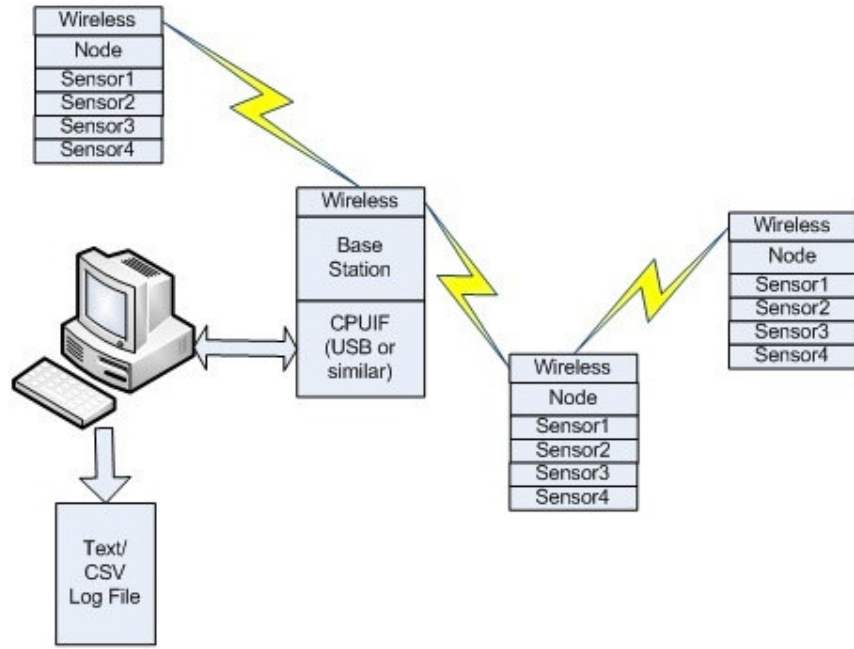 Wireless
Node
Sensor1
Sensor2
Sensor3
Sensor4
Wireless
Base
Station
CPUIF
(USB or
similar)
Wireless
Node
Sensor1
Sensor2
Sensor3
Sensor4
Wireless
Node
Sensor1
Sensor2
Sensor3
Sensor4
Text/
CSV
Log File